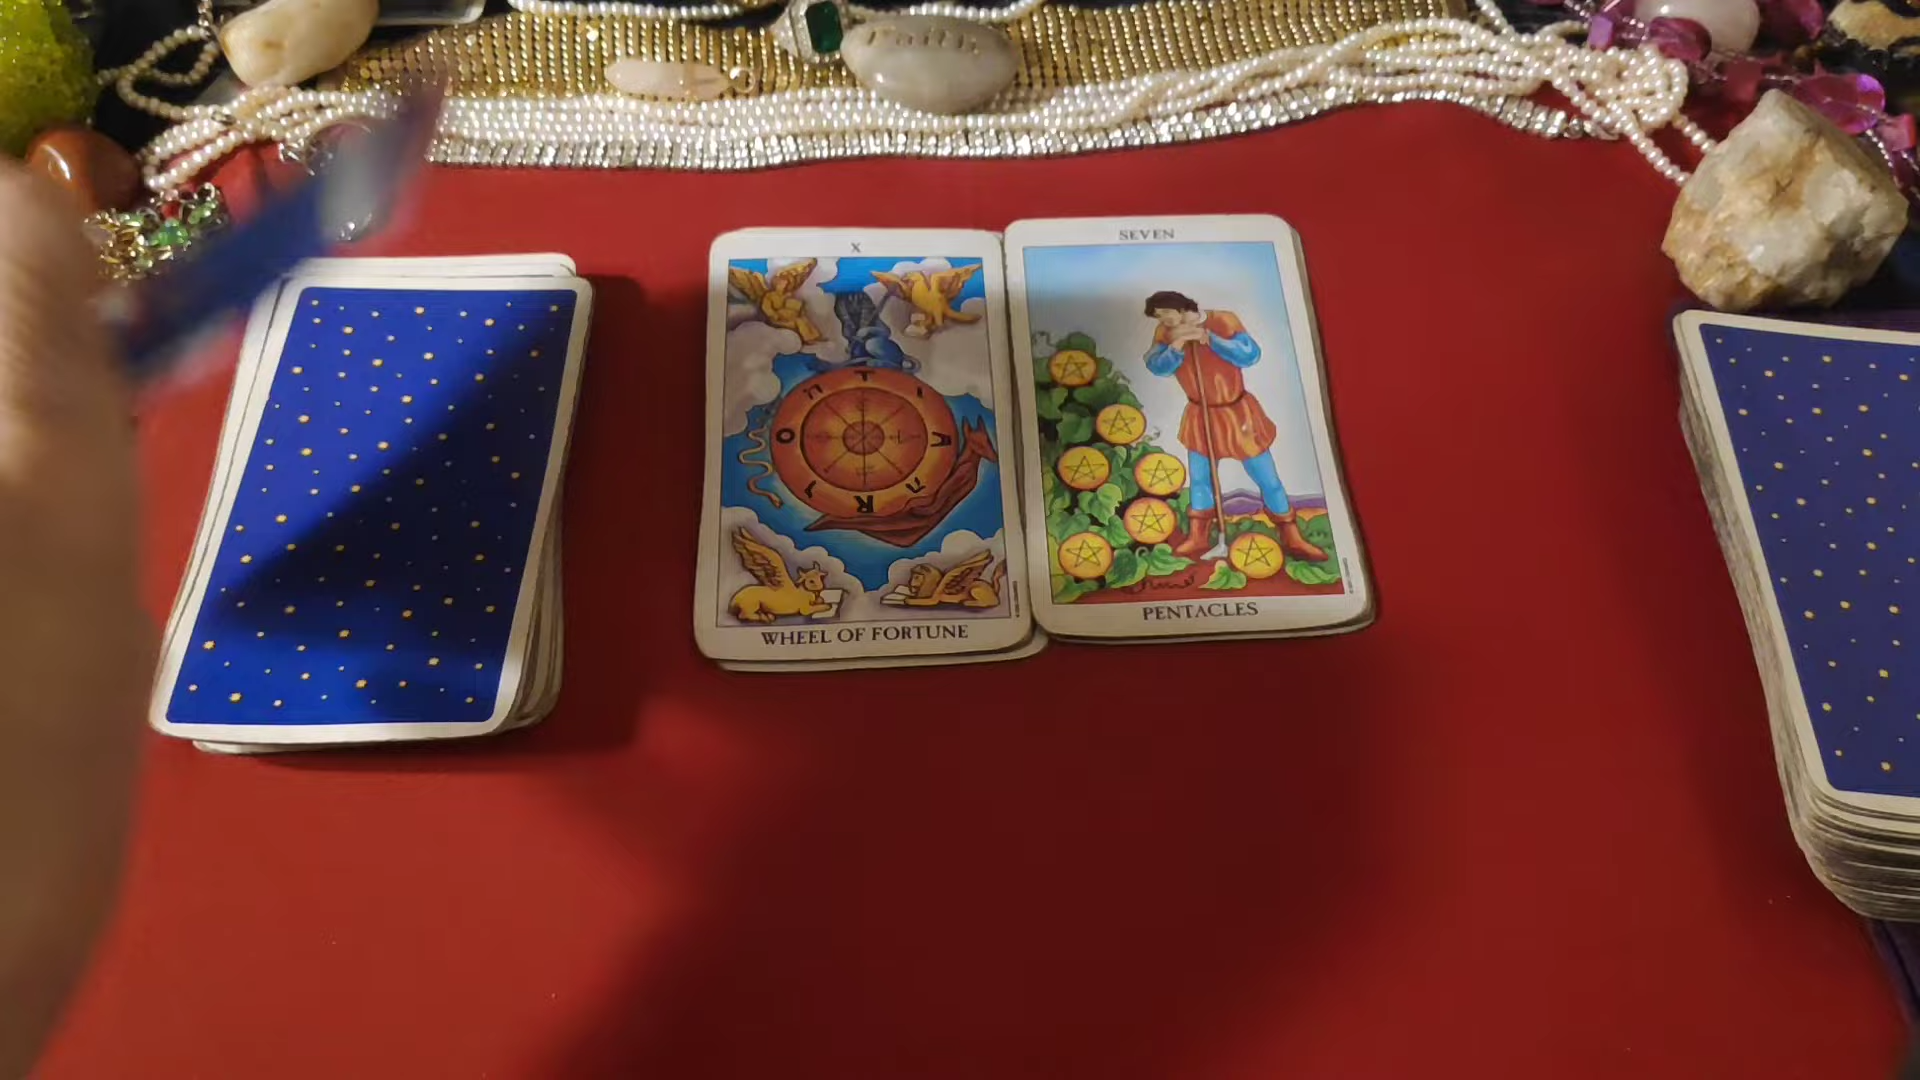 Faith
X
WHEEL OF FORTUNE
SEVEN
PENTACLES